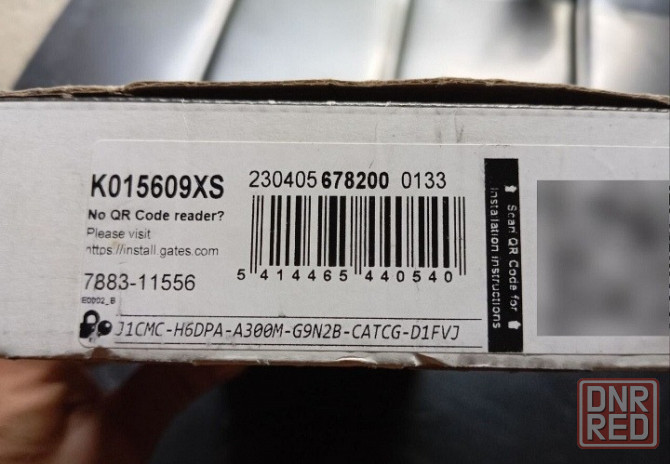 K015609XS
230405 678200 0133
No QR Code reader?
Please visit
https://install.gates.com
7883-11556
E0002_B
5 414465 440540
J1CMC-H6DPA-A300M-G9N2B-CATCG-D1FVJ
Scan QR Code for
installation instructions
DNR
RED